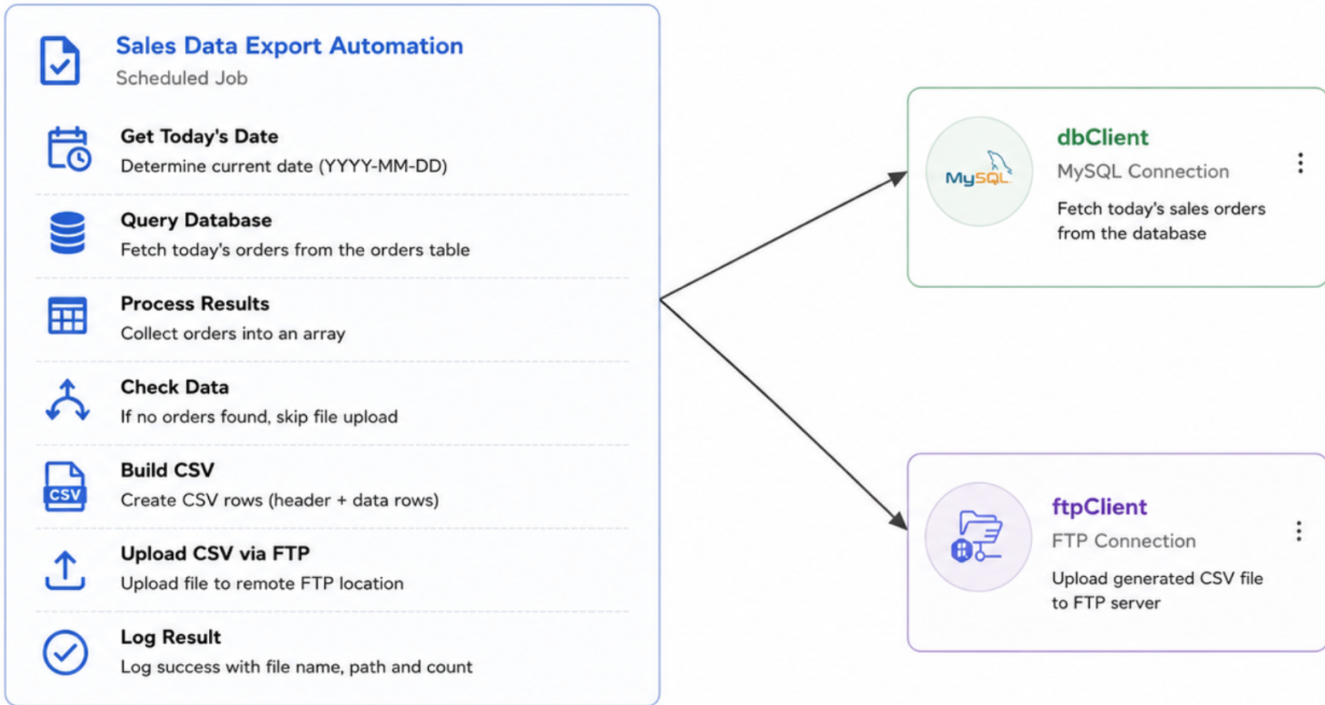 Sales Data Export Automation
Scheduled Job
Get Today's Date
Determine current date (YYYY-MM-DD)
Query Database
Fetch today's orders from the orders table
Process Results
Collect orders into an array
Check Data
If no orders found, skip file upload
Build CSV
CSV
Create CSV rows (header + data rows)
Upload CSV via FTP
Upload file to remote FTP location
Log Result
Log success with file name, path and count
dbClient
MySQL
MySQL Connection
Fetch today's sales orders
from the database
ftpClient
FTP Connection
Upload generated CSV file
to FTP server